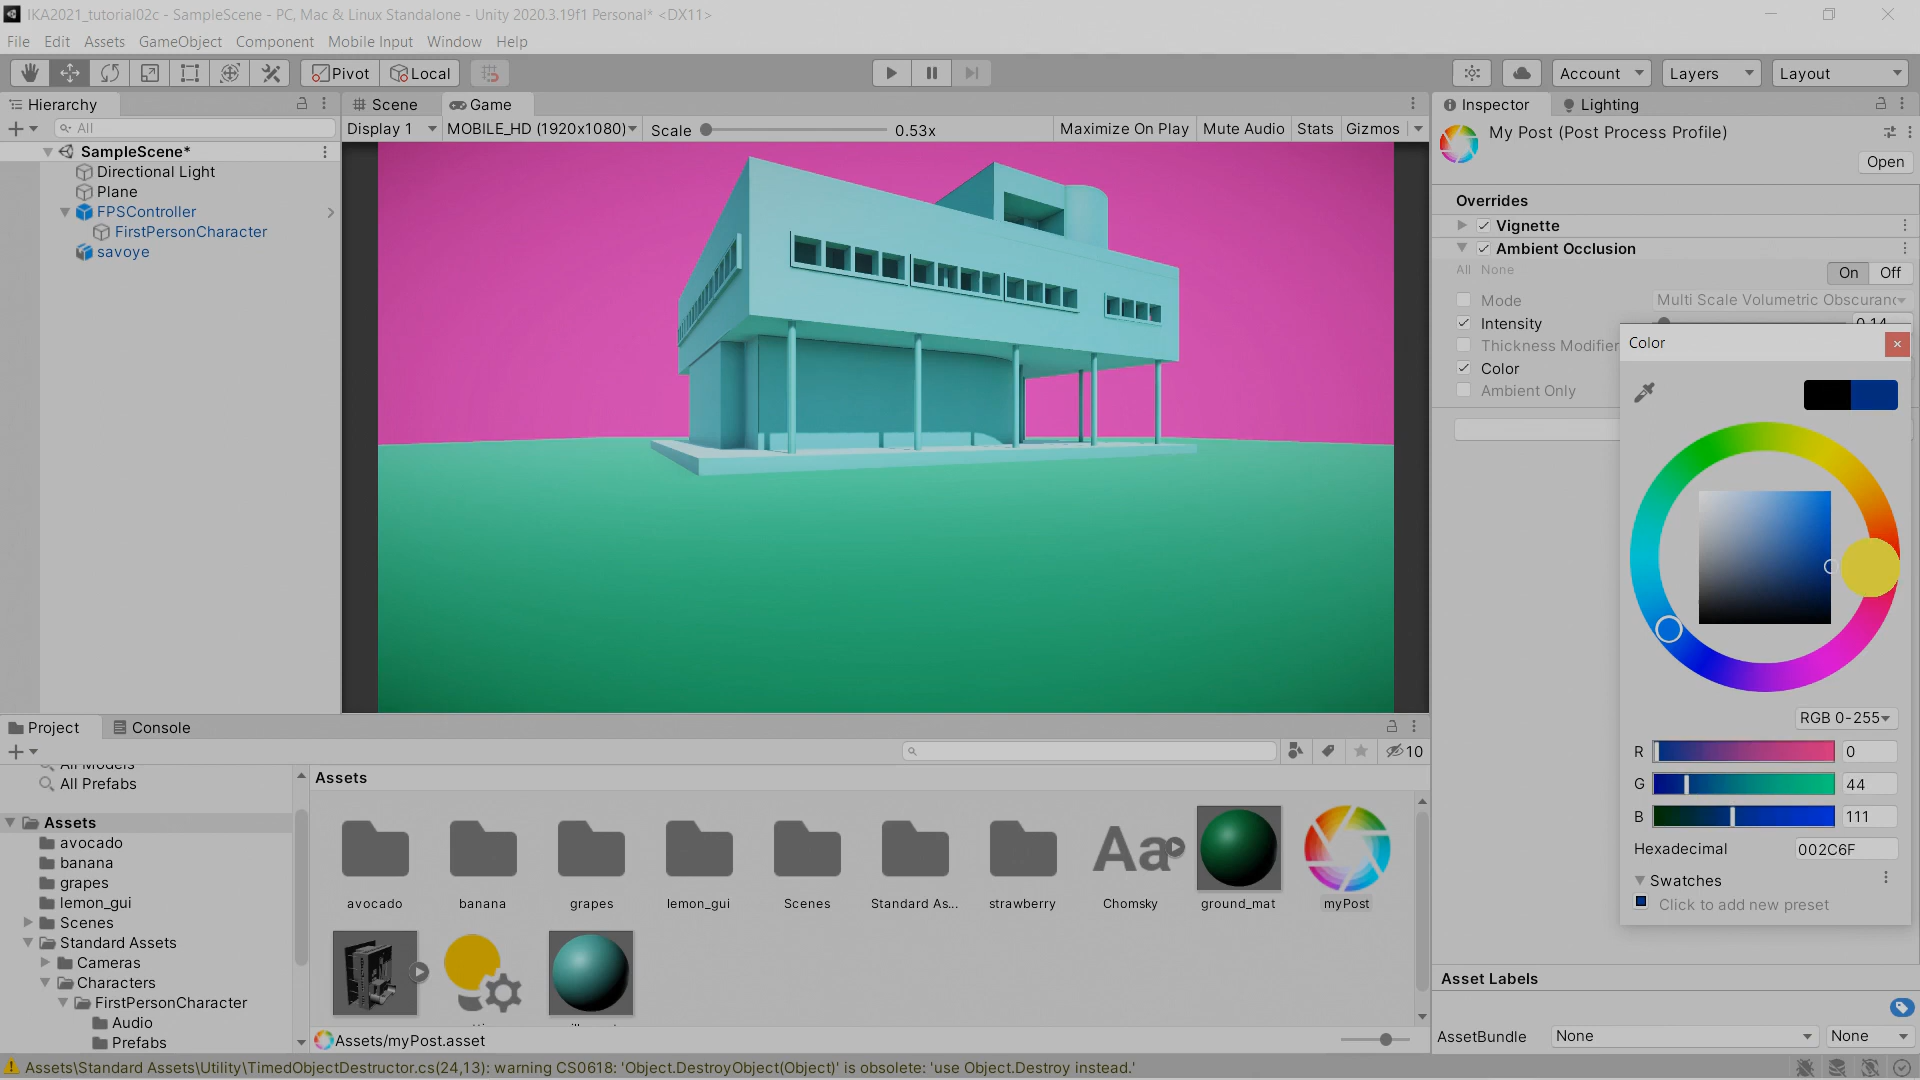 IKA2021_tutorial02c - SampleScene - PC, Mac & Linux Standalone - Unity 2020.3.19f1 Personal* <DX11>
File Edit Assets GameObject Component Mobile Input Window Help
Pivot Local Account Layers Layout
Hierarchy
All
SampleScene*
Directional Light
Plane
FPSController
FirstPersonCharacter
savoye
Scene Game
Display 1 MOBILE_HD (1920x1080) Scale 0.53x Maximize On Play Mute Audio Stats Gizmos
Inspector Lighting
My Post (Post Process Profile)
Open
Overrides
Vignette
Ambient Occlusion
All None On Off
Mode Multi Scale Volumetric Obscuranc
Intensity 0.14
Thickness Modifier
Color
Ambient Only
Color
RGB 0-255
R 0
G 44
B 111
Hexadecimal 002C6F
Swatches
Click to add new preset
Asset Labels
AssetBundle None None
Project Console
10
All Models
All Prefabs
Assets
avocado
banana
grapes
lemon_gui
Scenes
Standard Assets
Cameras
Characters
FirstPersonCharacter
Audio
Prefabs
Assets
Aa
avocado banana grapes lemon_gui Scenes Standard As... strawberry Chomsky ground_mat myPost
Assets/myPost.asset
Assets\Standard Assets\Utility\TimedObjectDestructor.cs(24,13): warning CS0618: 'Object.DestroyObject(Object)' is obsolete: 'use Object.Destroy instead.'